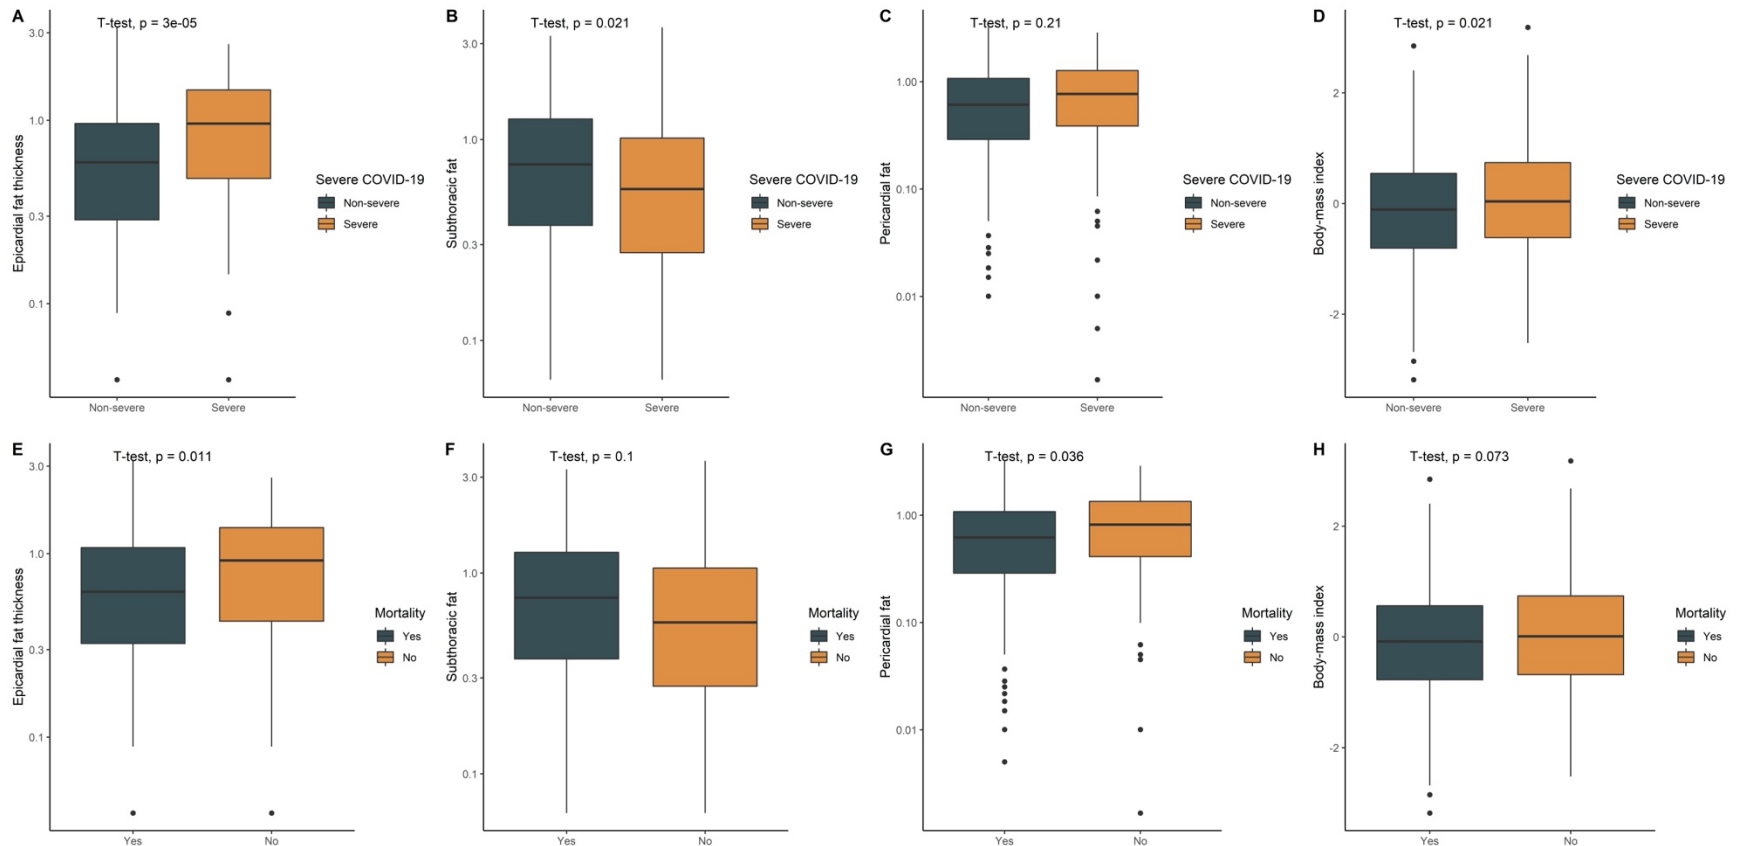 A
T-test, p = 3e-05
Epicardial fat thickness
3.0
1.0
0.3
0.1
Non-severe
Severe
Severe COVID-19
Non-severe
Severe
B
T-test, p = 0.021
Subthoracic fat
3.0
1.0
0.3
0.1
Non-severe
Severe
Severe COVID-19
Non-severe
Severe
C
T-test, p = 0.21
Pericardial fat
1.00
0.10
0.01
Non-severe
Severe
Severe COVID-19
Non-severe
Severe
D
T-test, p = 0.021
Body-mass index
2
0
-2
Non-severe
Severe
Severe COVID-19
Non-severe
Severe
E
T-test, p = 0.011
Epicardial fat thickness
3.0
1.0
0.3
0.1
Yes
No
Mortality
Yes
No
F
T-test, p = 0.1
Subthoracic fat
3.0
1.0
0.3
0.1
Yes
No
Mortality
Yes
No
G
T-test, p = 0.036
Pericardial fat
1.00
0.10
0.01
Yes
No
Mortality
Yes
No
H
T-test, p = 0.073
Body-mass index
2
0
-2
Yes
No
Mortality
Yes
No